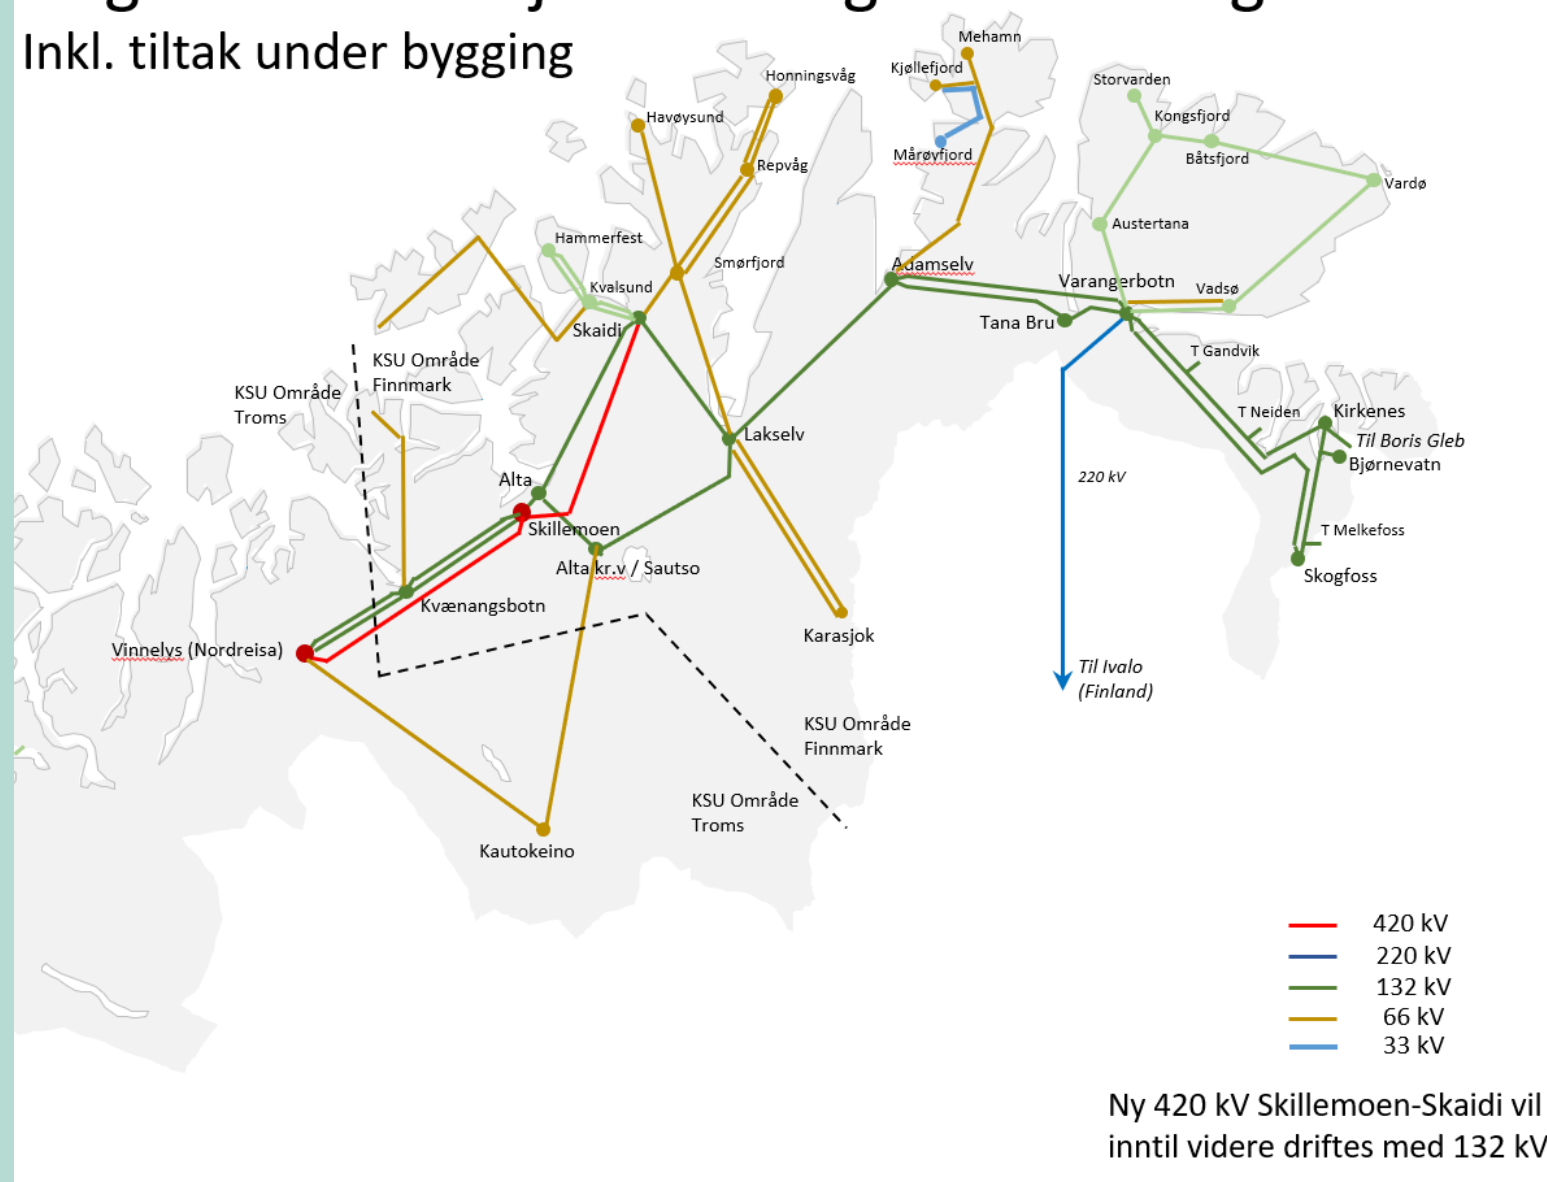 Inkl. tiltak under bygging
Mehamn
Kjøllefjord
Honningsvåg
Storvarden
Havøysund
Kongsfjord
Mårøyfjord
Båtsfjord
Repvåg
Vardø
Austertana
Hammerfest
Smørfjord
Adamselv
Varangerbotn
Kvalsund
Vadsø
Skaidi
Tana Bru
T Gandvik
KSU Område
Finnmark
KSU Område
Troms
T Neiden
Kirkenes
Lakselv
Til Boris Gleb
Bjørnevatn
Alta
220 kV
Skillemoen
T Melkefoss
Alta kr.v / Sautso
Skogfoss
Kvænangsbotn
Karasjok
Vinnelys (Nordreisa)
Til Ivalo
(Finland)
KSU Område
Finnmark
KSU Område
Troms
Kautokeino
420 kV
220 kV
132 kV
66 kV
33 kV
Ny 420 kV Skillemoen-Skaidi vil
inntil videre driftes med 132 kV